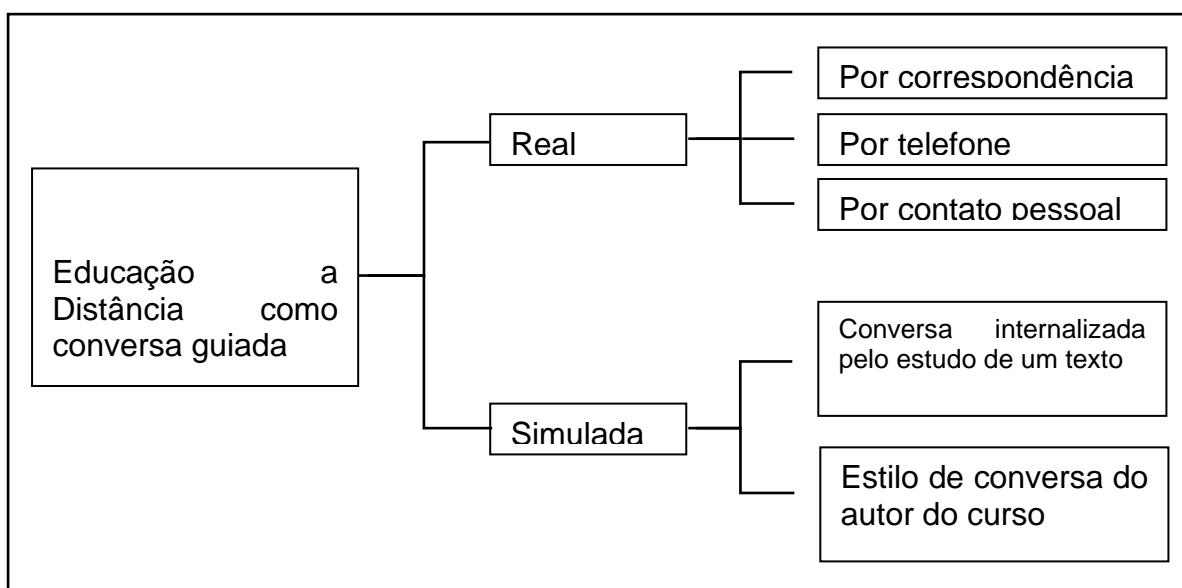 Educação a
Distância como
conversa guiada
Real
Por correspondência
Por telefone
Por contato pessoal
Simulada
Conversa internalizada
pelo estudo de um texto
Estilo de conversa do
autor do curso